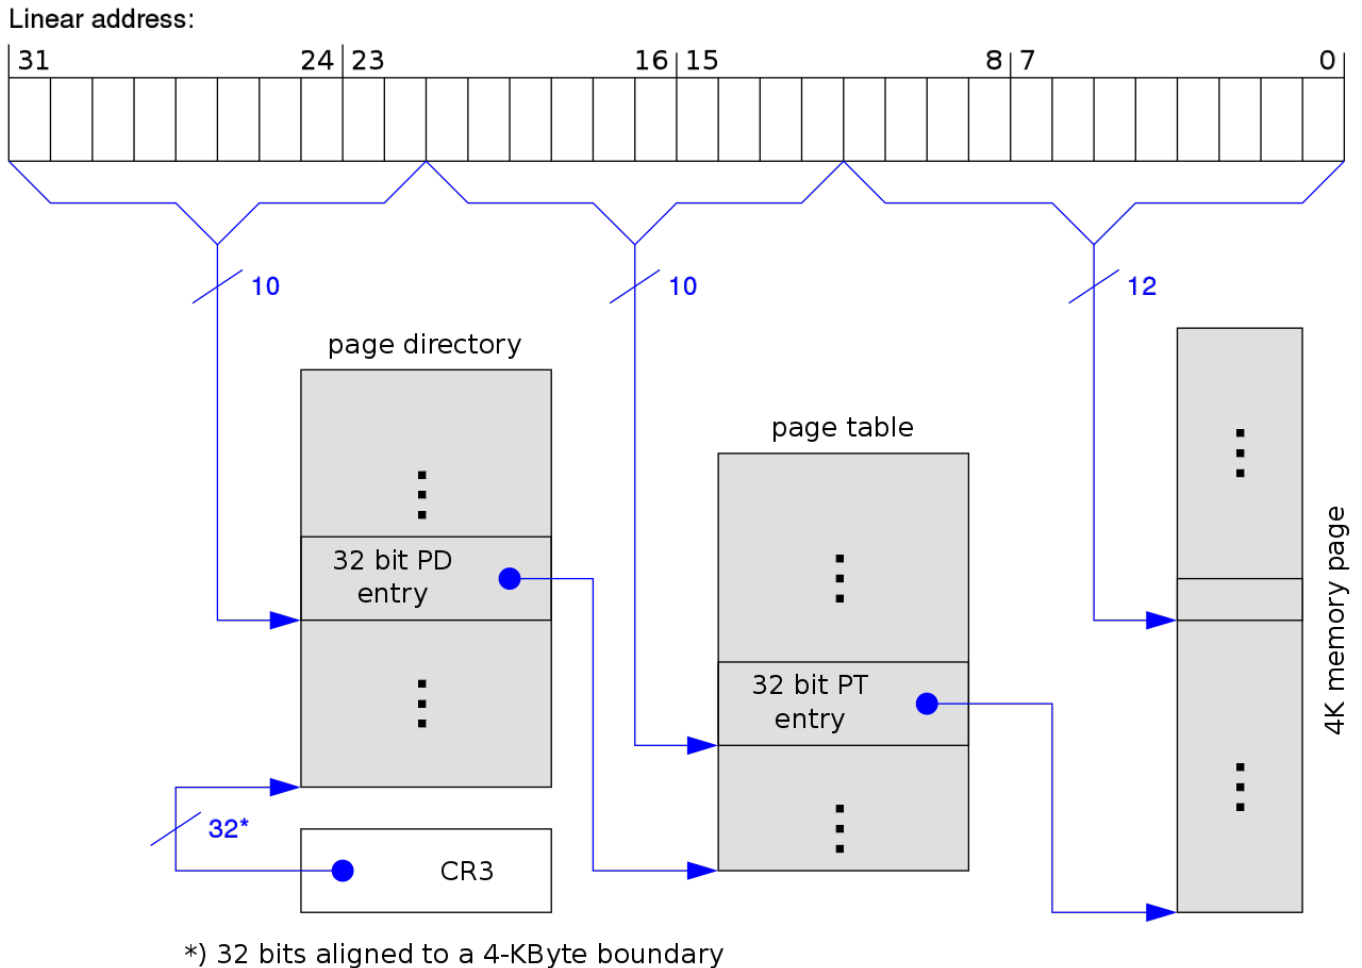 Linear address:
31 24 23 16 15 8 7 0
10 10 12
page directory
page table
32 bit PD
entry
32 bit PT
entry
4K memory page
32*
CR3
*) 32 bits aligned to a 4-KByte boundary